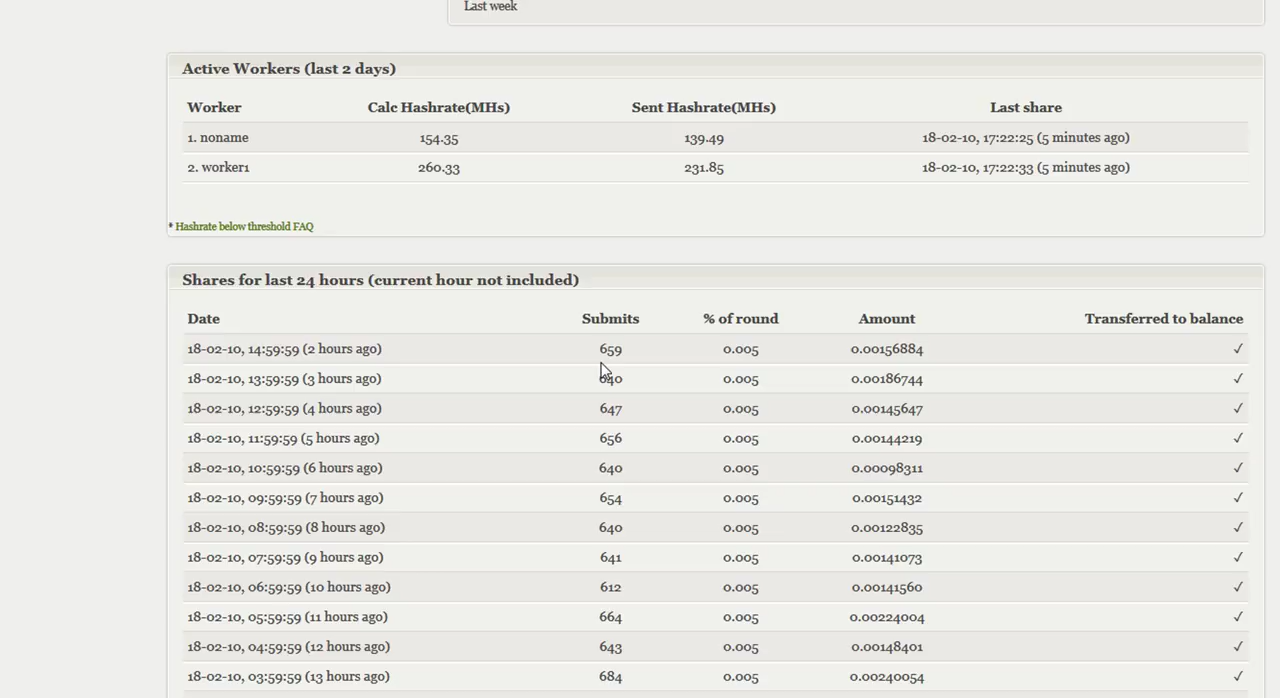 Last week
Active Workers (last 2 days)
Worker Calc Hashrate(MHs) Sent Hashrate(MHs) Last share
1. noname 154.35 139.49 18-02-10, 17:22:25 (5 minutes ago)
2. worker1 260.33 231.85 18-02-10, 17:22:33 (5 minutes ago)
* Hashrate below threshold FAQ
Shares for last 24 hours (current hour not included)
Date Submits % of round Amount Transferred to balance
18-02-10, 14:59:59 (2 hours ago) 659 0.005 0.00156884 ✓
18-02-10, 13:59:59 (3 hours ago) 640 0.005 0.00186744 ✓
18-02-10, 12:59:59 (4 hours ago) 647 0.005 0.00145647 ✓
18-02-10, 11:59:59 (5 hours ago) 656 0.005 0.00144219 ✓
18-02-10, 10:59:59 (6 hours ago) 640 0.005 0.00098311 ✓
18-02-10, 09:59:59 (7 hours ago) 654 0.005 0.00151432 ✓
18-02-10, 08:59:59 (8 hours ago) 640 0.005 0.00122835 ✓
18-02-10, 07:59:59 (9 hours ago) 641 0.005 0.00141073 ✓
18-02-10, 06:59:59 (10 hours ago) 612 0.005 0.00141560 ✓
18-02-10, 05:59:59 (11 hours ago) 664 0.005 0.00224004 ✓
18-02-10, 04:59:59 (12 hours ago) 643 0.005 0.00148401 ✓
18-02-10, 03:59:59 (13 hours ago) 684 0.005 0.00240054 ✓